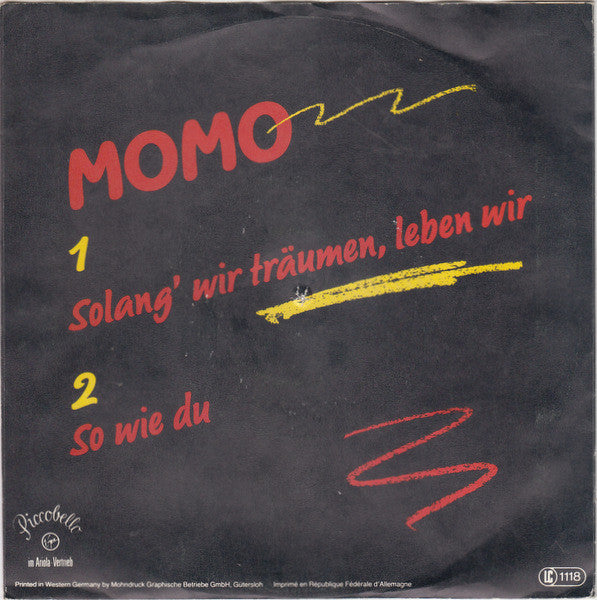 MOMO
1
Solang' wir träumen, leben wir
2
So wie du
Piccobello
Virgin
im Ariola-Vertrieb
Printed in Western Germany by Mohndruck Graphische Betriebe GmbH, Gütersloh Imprimé en République Fédérale d'Allemagne
LC 1118